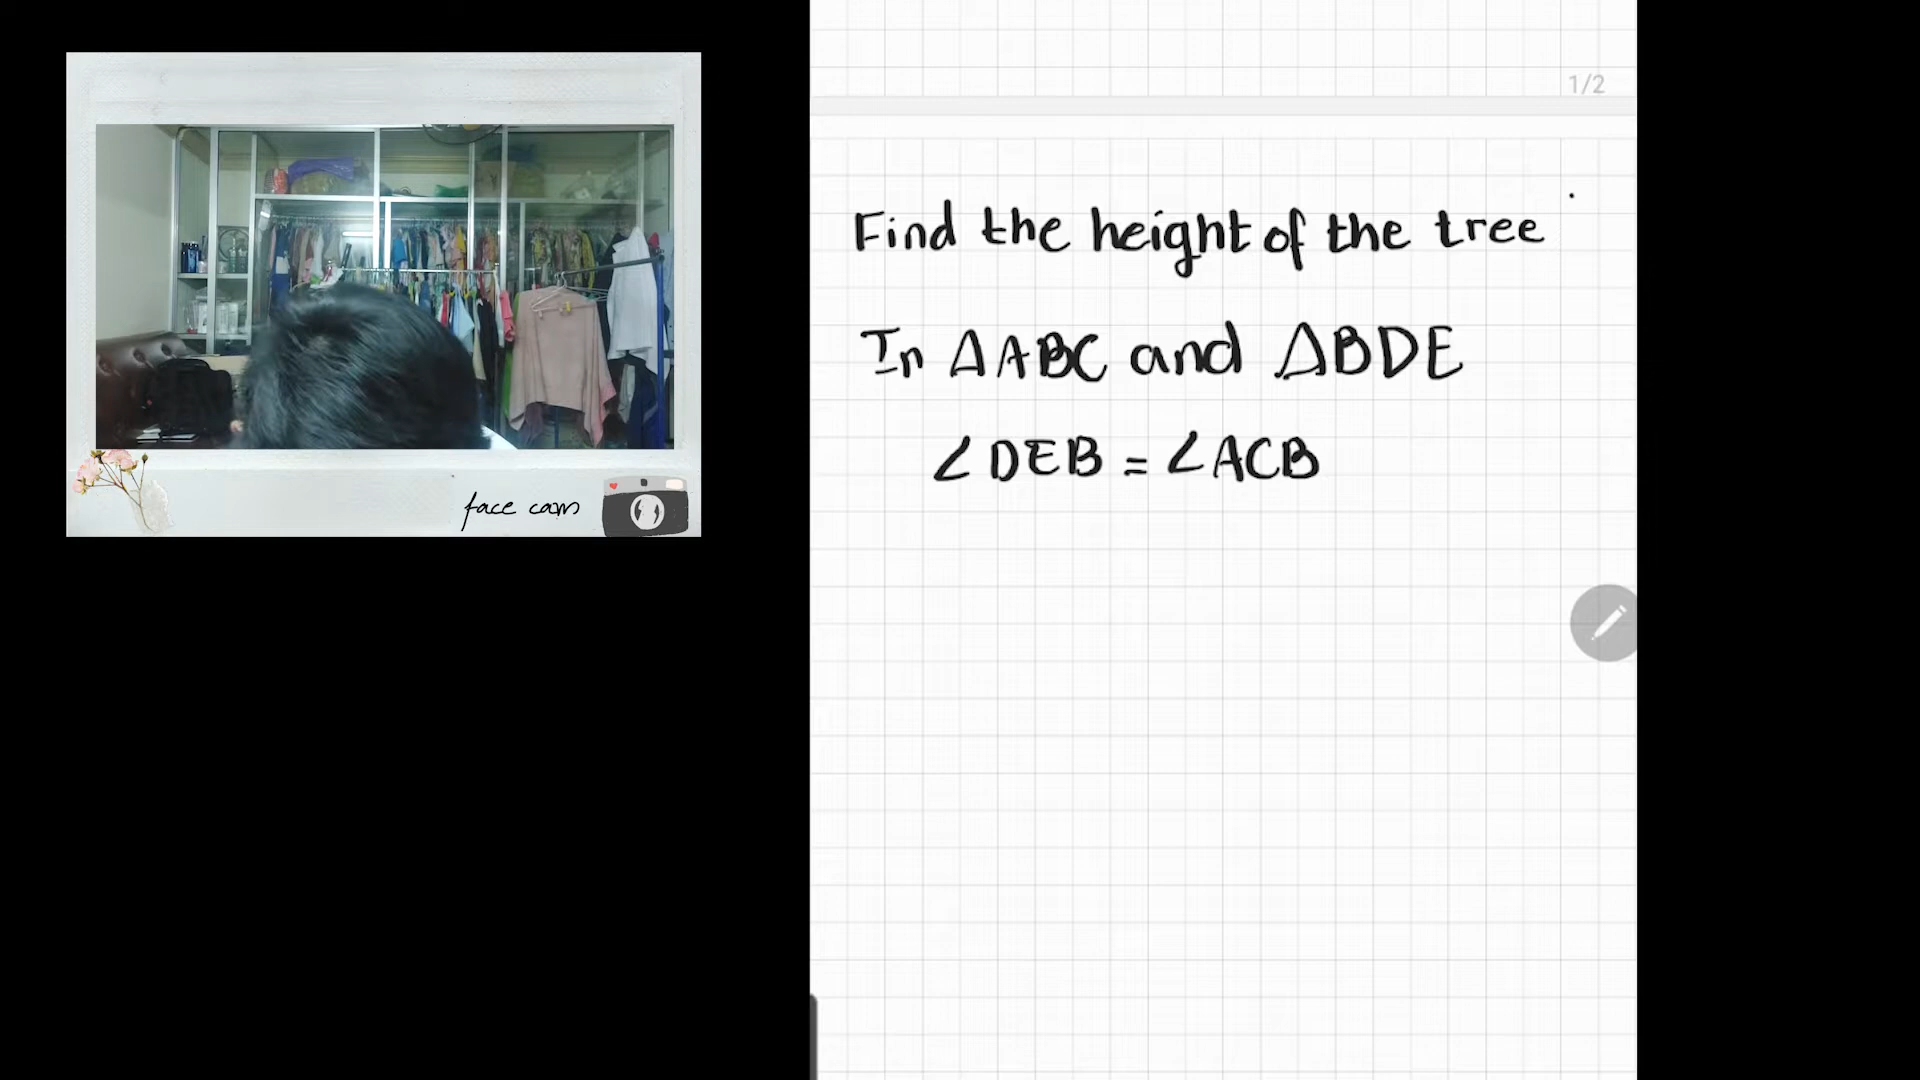 1/2
Find the height of the tree
In ΔABC and ΔBDE
∠DEB = ∠ACB
face cam